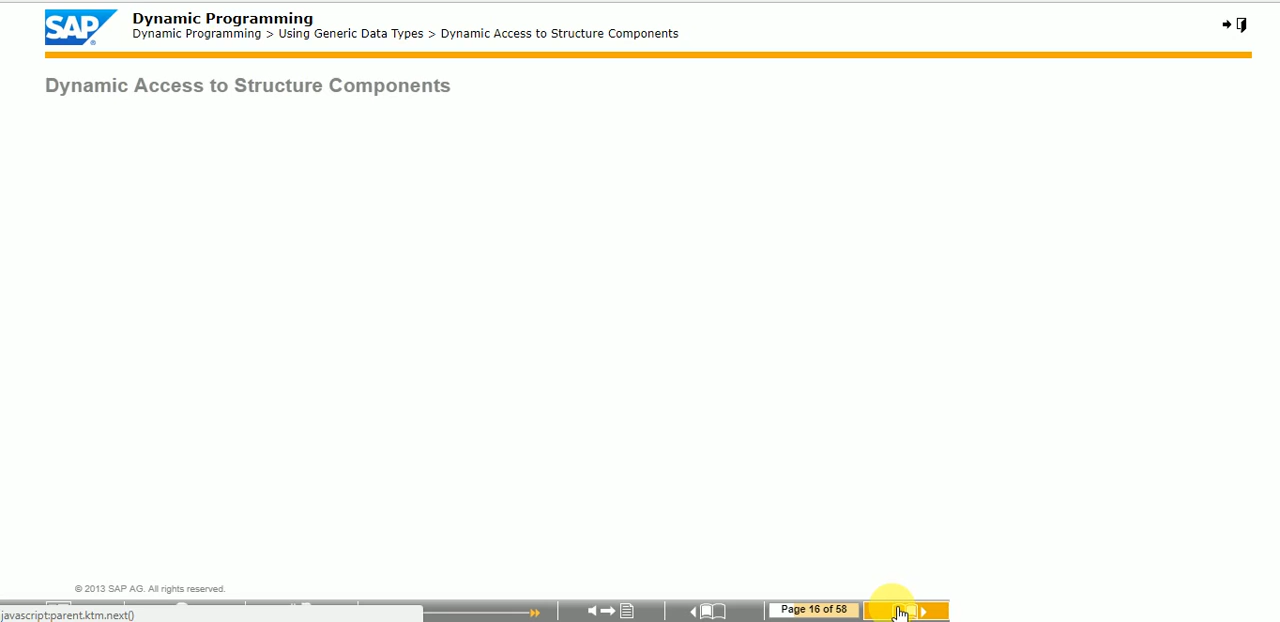 SAP
®
Dynamic Programming
Dynamic Programming > Using Generic Data Types > Dynamic Access to Structure Components
Dynamic Access to Structure Components
© 2013 SAP AG. All rights reserved.
Page 16 of 58
javascript:parent.ktm.next()